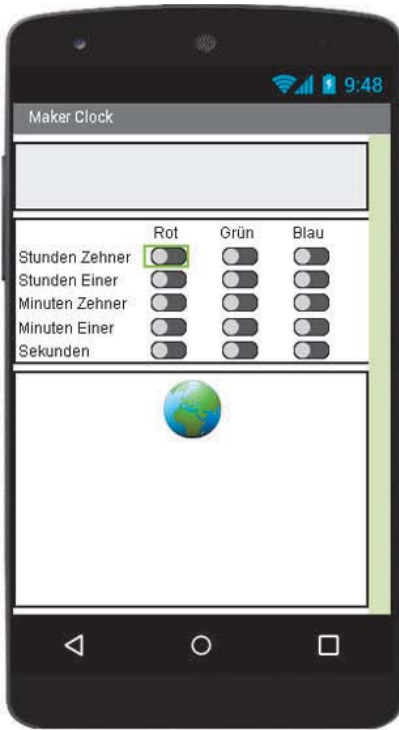 9:48
Maker Clock
Rot Grün Blau
Stunden Zehner
Stunden Einer
Minuten Zehner
Minuten Einer
Sekunden